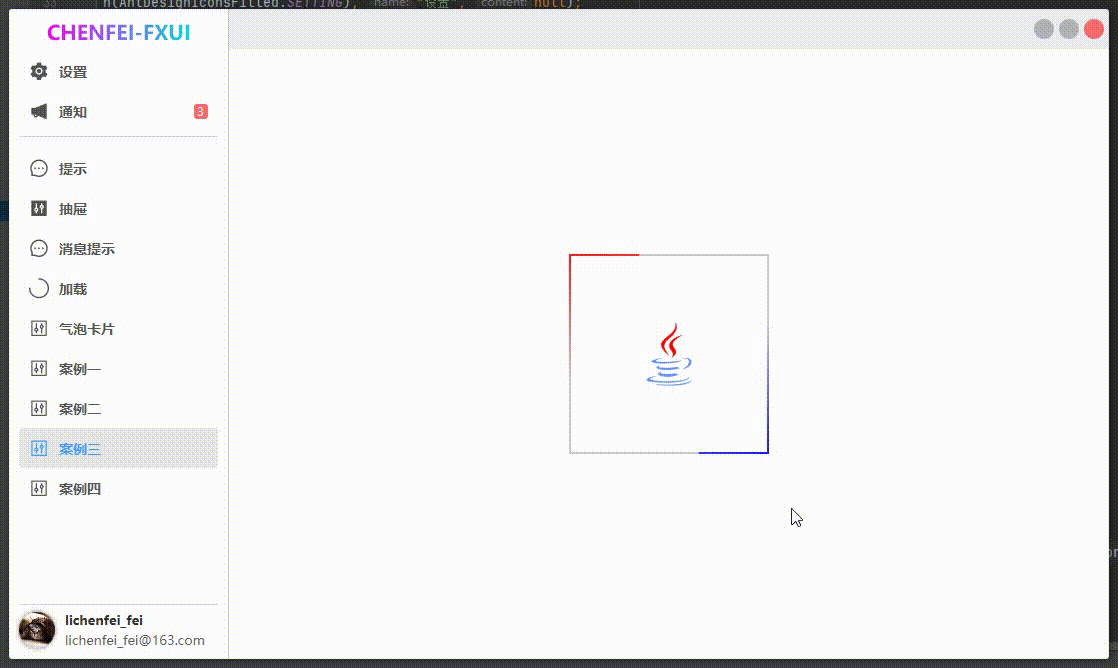 n(AntDesignIconsFilled.SETTING), name: "设置", content: null);
CHENFEI-FXUI
设置
通知 3
提示
抽屉
消息提示
加载
气泡卡片
案例一
案例二
案例三
案例四
lichenfei_fei
lichenfei_fei@163.com